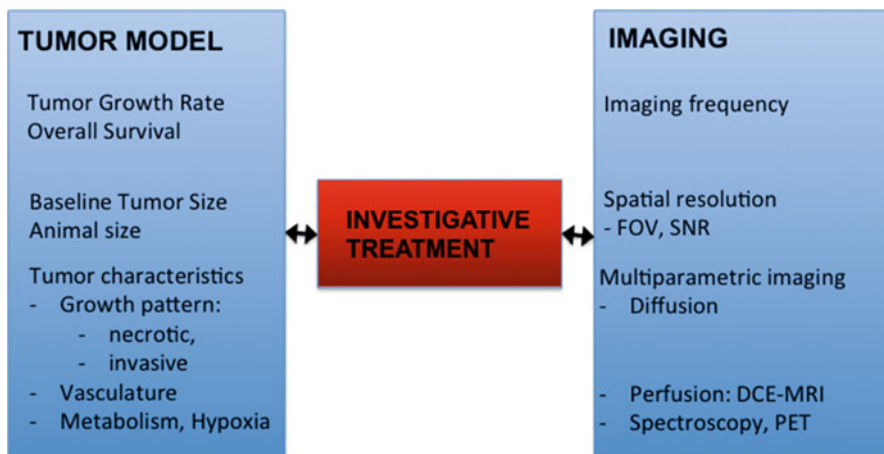 TUMOR MODEL
Tumor Growth Rate
Overall Survival
Baseline Tumor Size
Animal size
Tumor characteristics
- Growth pattern:
- necrotic,
- invasive
- Vasculature
- Metabolism, Hypoxia
INVESTIGATIVE
TREATMENT
IMAGING
Imaging frequency
Spatial resolution
- FOV, SNR
Multiparametric imaging
- Diffusion
- Perfusion: DCE-MRI
- Spectroscopy, PET